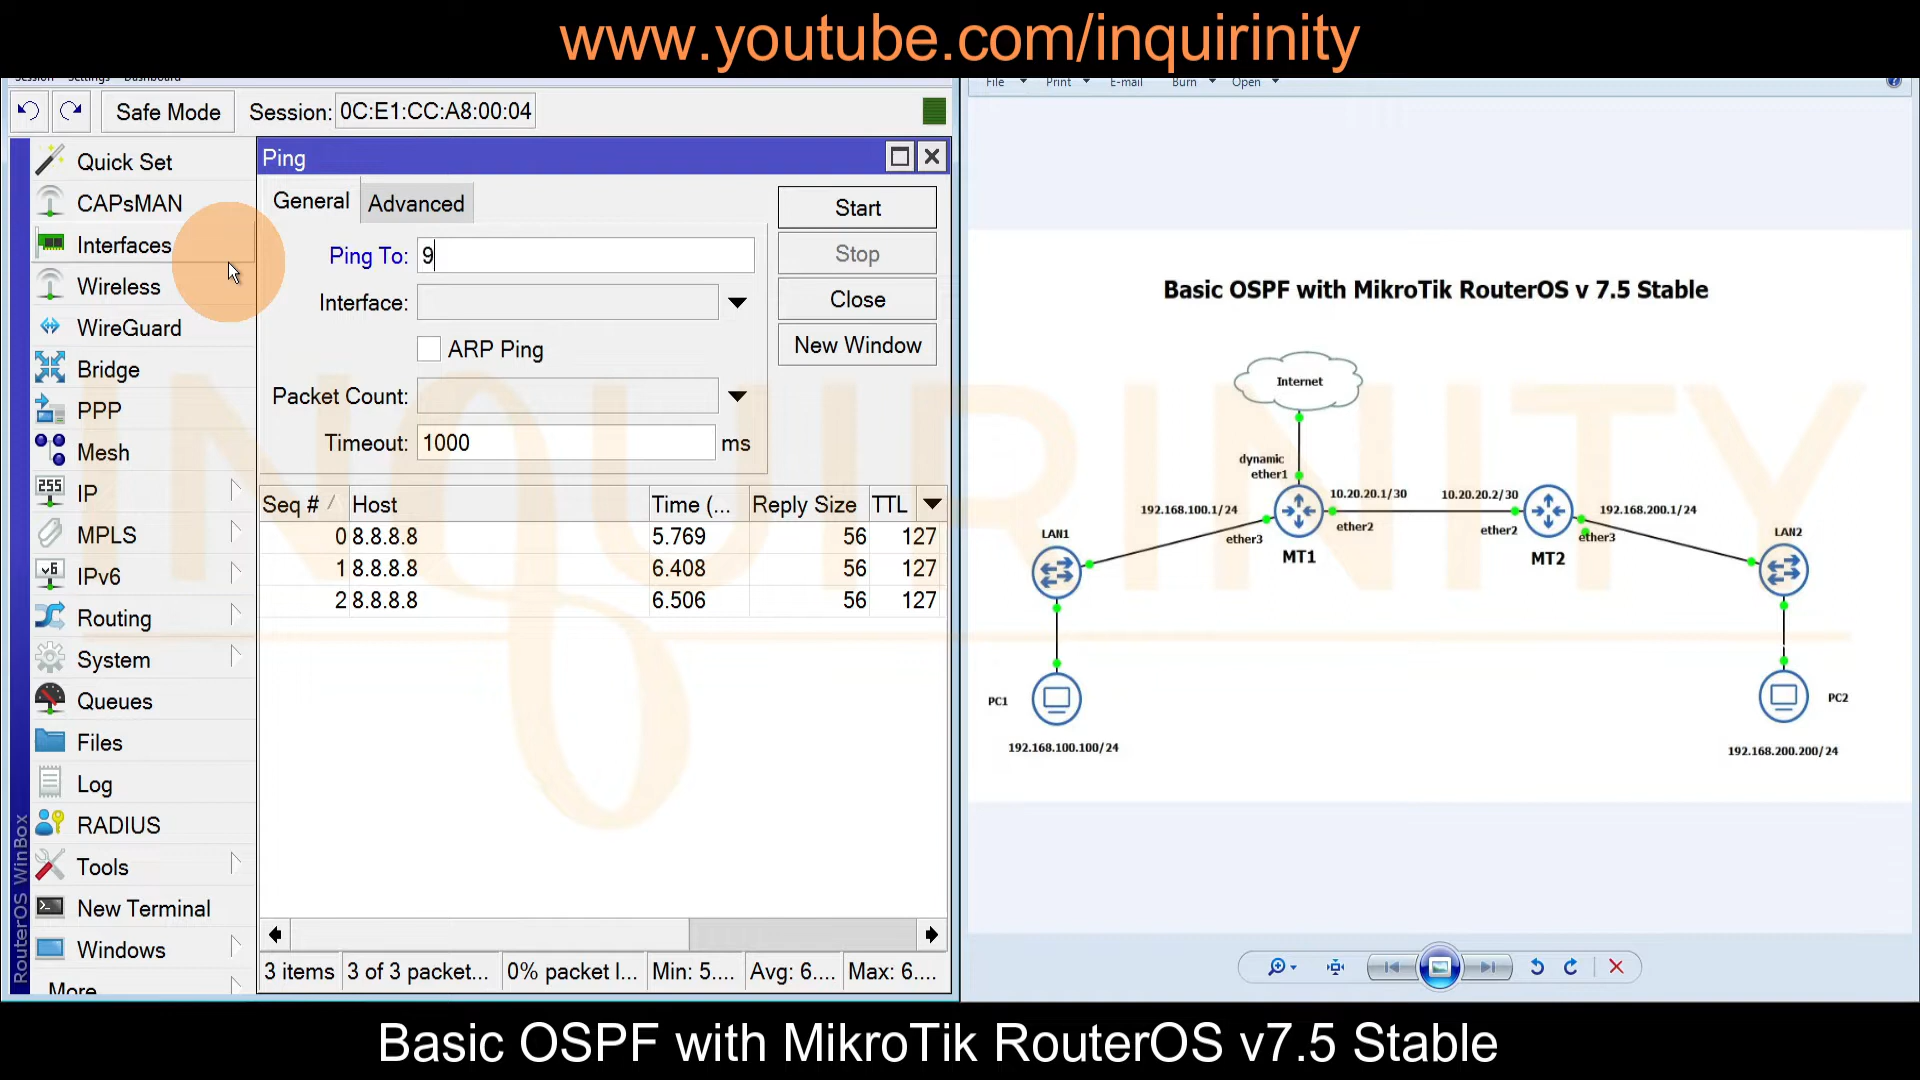 www.youtube.com/inquirinity
Session Settings Dashboard
Safe Mode
Session: 0C:E1:CC:A8:00:04
Quick Set
CAPsMAN
Interfaces
Wireless
WireGuard
Bridge
PPP
Mesh
IP
MPLS
IPv6
Routing
System
Queues
Files
Log
RADIUS
Tools
New Terminal
Windows
More
RouterOS WinBox
Ping
General Advanced
Ping To: 9
Interface:
ARP Ping
Packet Count:
Timeout: 1000 ms
Start
Stop
Close
New Window
Seq # Host Time (... Reply Size TTL
0 8.8.8.8 5.769 56 127
1 8.8.8.8 6.408 56 127
2 8.8.8.8 6.506 56 127
3 items 3 of 3 packet... 0% packet l... Min: 5.... Avg: 6.... Max: 6....
File Print E-mail Burn Open
Basic OSPF with MikroTik RouterOS v 7.5 Stable
Internet
dynamic
ether1
192.168.100.1/24
10.20.20.1/30
10.20.20.2/30
192.168.200.1/24
ether3
ether2
ether2
ether3
MT1
MT2
LAN1
LAN2
PC1
PC2
192.168.100.100/24
192.168.200.200/24
INQUIRINITY
255
v6
Basic OSPF with MikroTik RouterOS v7.5 Stable